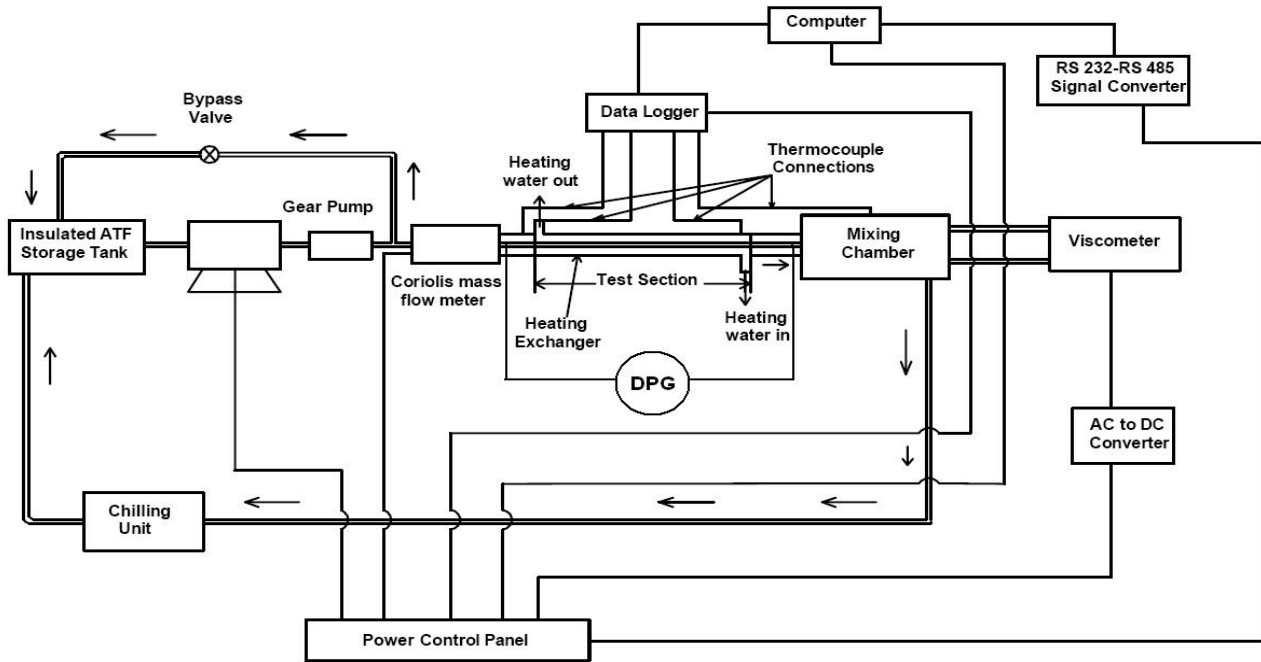 Computer
RS 232-RS 485
Signal Converter
Bypass
Valve
Data Logger
Heating
water out
Thermocouple
Connections
Gear Pump
Insulated ATF
Storage Tank
Coriolis mass
flow meter
Mixing
Chamber
Viscometer
Test Section
Heating
Exchanger
Heating
water in
DPG
AC to DC
Converter
Chilling
Unit
Power Control Panel